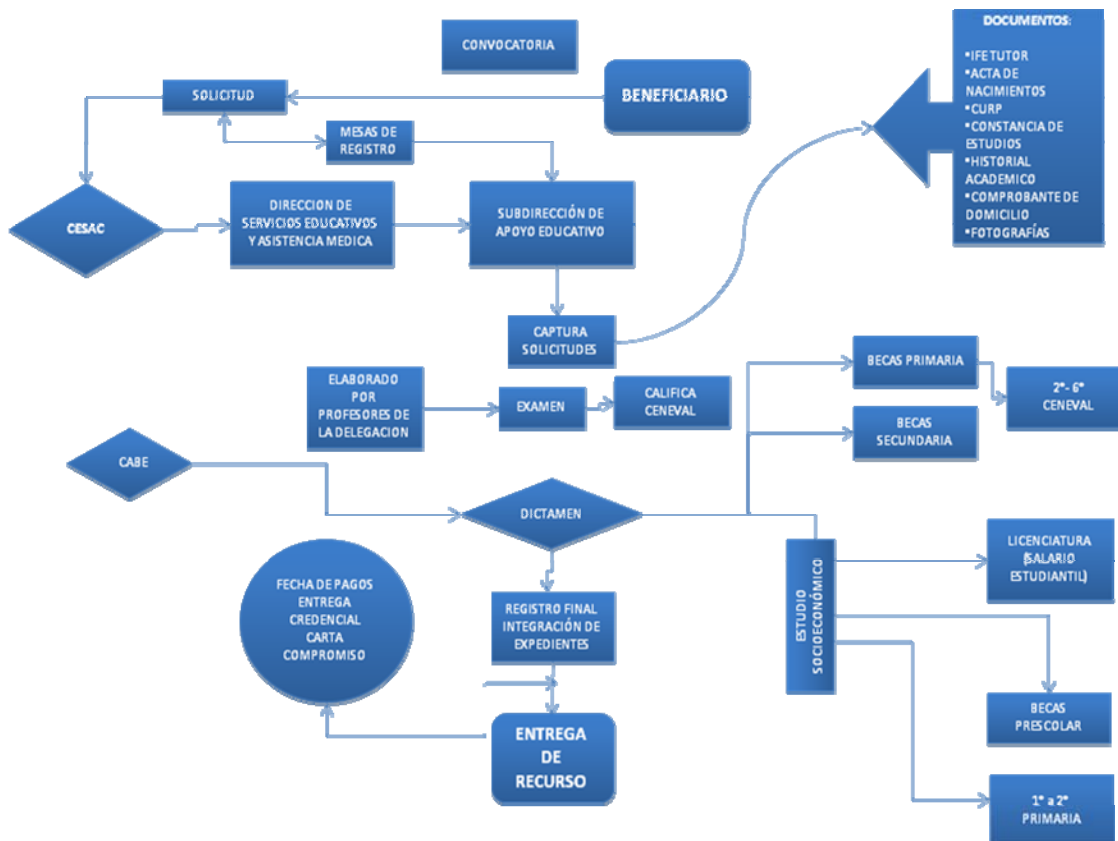 CONVOCATORIA
BENEFICIARIO
SOLICITUD
MESAS DE
REGISTRO
CESAC
DIRECCION DE
SERVICIOS EDUCATIVOS
Y ASISTENCIA MEDICA
SUBDIRECCIÓN DE
APOYO EDUCATIVO
CAPTURA
SOLICITUDES
DOCUMENTOS:
▪IFE TUTOR
▪ACTA DE
NACIMIENTOS
▪CURP
▪CONSTANCIA DE
ESTUDIOS
▪HISTORIAL
ACADEMICO
▪COMPROBANTE DE
DOMICILIO
▪FOTOGRAFÍAS
ELABORADO
POR
PROFESORES DE
LA DELEGACION
EXAMEN
CALIFICA
CENEVAL
BECAS PRIMARIA
2°- 6°
CENEVAL
BECAS
SECUNDARIA
CABE
DICTAMEN
ESTUDIO
SOCIOECONÓMICO
LICENCIATURA
(SALARIO
ESTUDIANTIL)
BECAS
PRESCOLAR
1° a 2°
PRIMARIA
FECHA DE PAGOS
ENTREGA
CREDENCIAL
CARTA
COMPROMISO
REGISTRO FINAL
INTEGRACIÓN DE
EXPEDIENTES
ENTREGA
DE
RECURSO